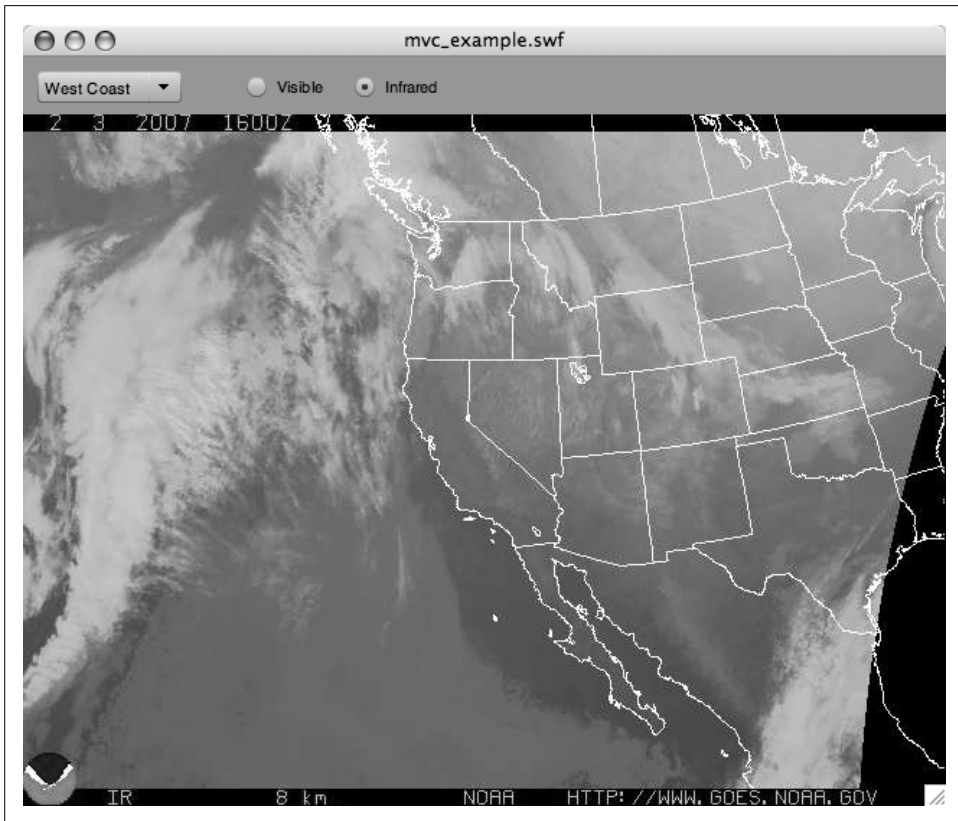 mvc_example.swf
West Coast Visible Infrared
2 3 2007 1600Z
IR 8 km NOAA HTTP://WWW.GOES.NOAA.GOV